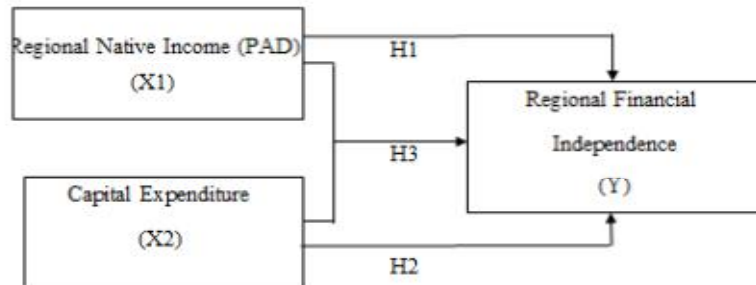 Regional Native Income (PAD)
(X1)
H1
Regional Financial
Independence
(Y)
H3
Capital Expenditure
(X2)
H2